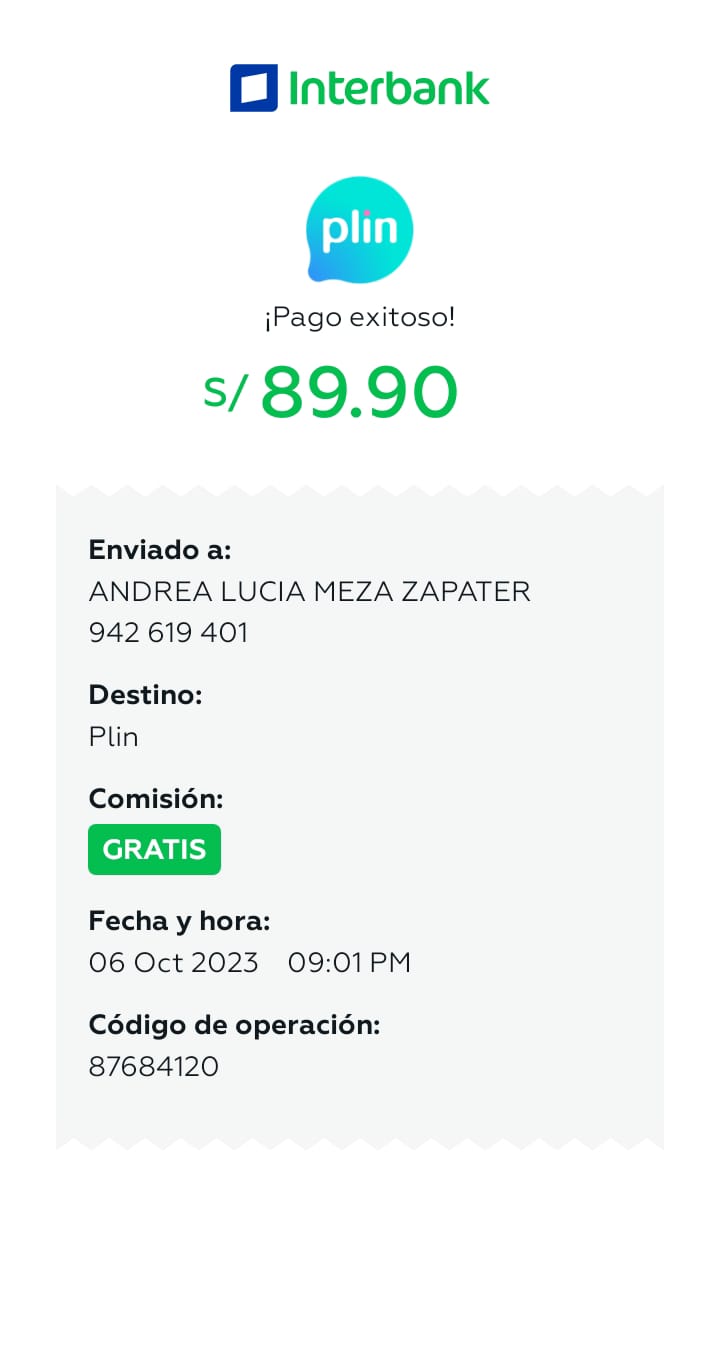 Interbank
plin
¡Pago exitoso!
S/ 89.90
Enviado a:
ANDREA LUCIA MEZA ZAPATER
942 619 401
Destino:
Plin
Comisión:
GRATIS
Fecha y hora:
06 Oct 2023 09:01 PM
Código de operación:
87684120